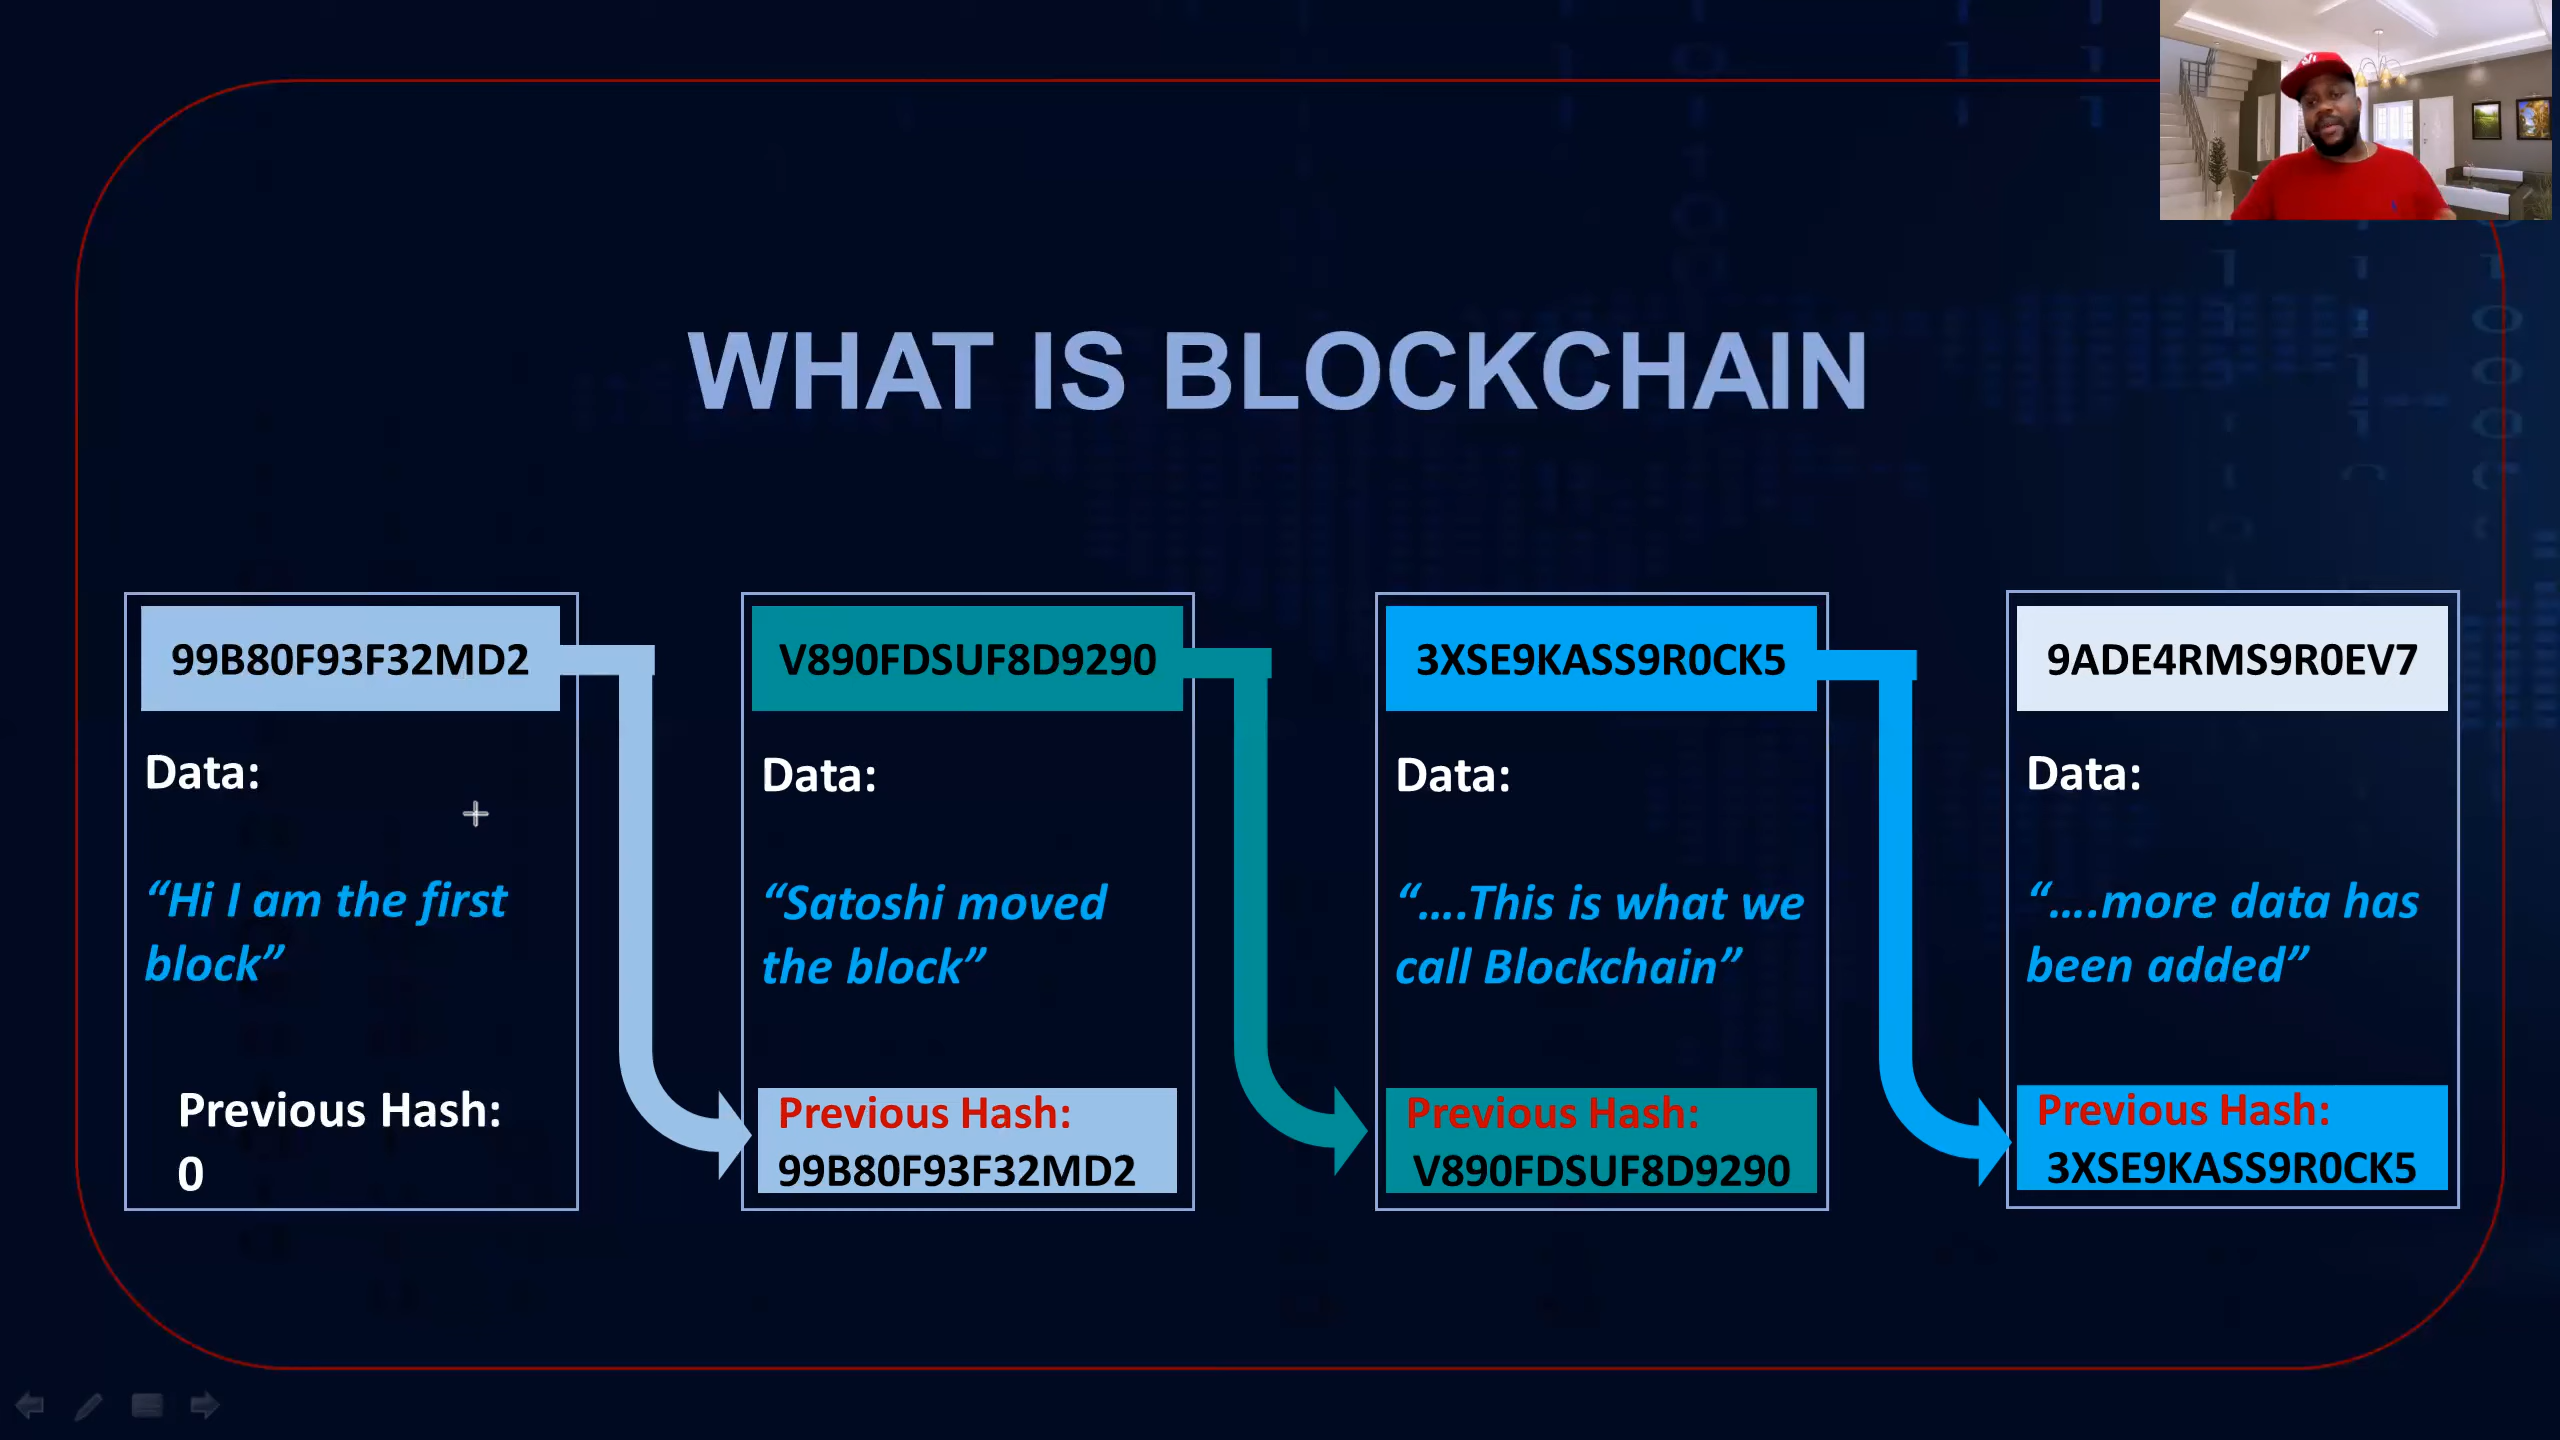 WHAT IS BLOCKCHAIN
99B80F93F32MD2
Data:
“Hi I am the first
block”
Previous Hash:
0
V890FDSUF8D9290
Data:
“Satoshi moved
the block”
Previous Hash:
99B80F93F32MD2
3XSE9KASS9R0CK5
Data:
“....This is what we
call Blockchain”
Previous Hash:
V890FDSUF8D9290
9ADE4RMS9R0EV7
Data:
“....more data has
been added”
Previous Hash:
3XSE9KASS9R0CK5